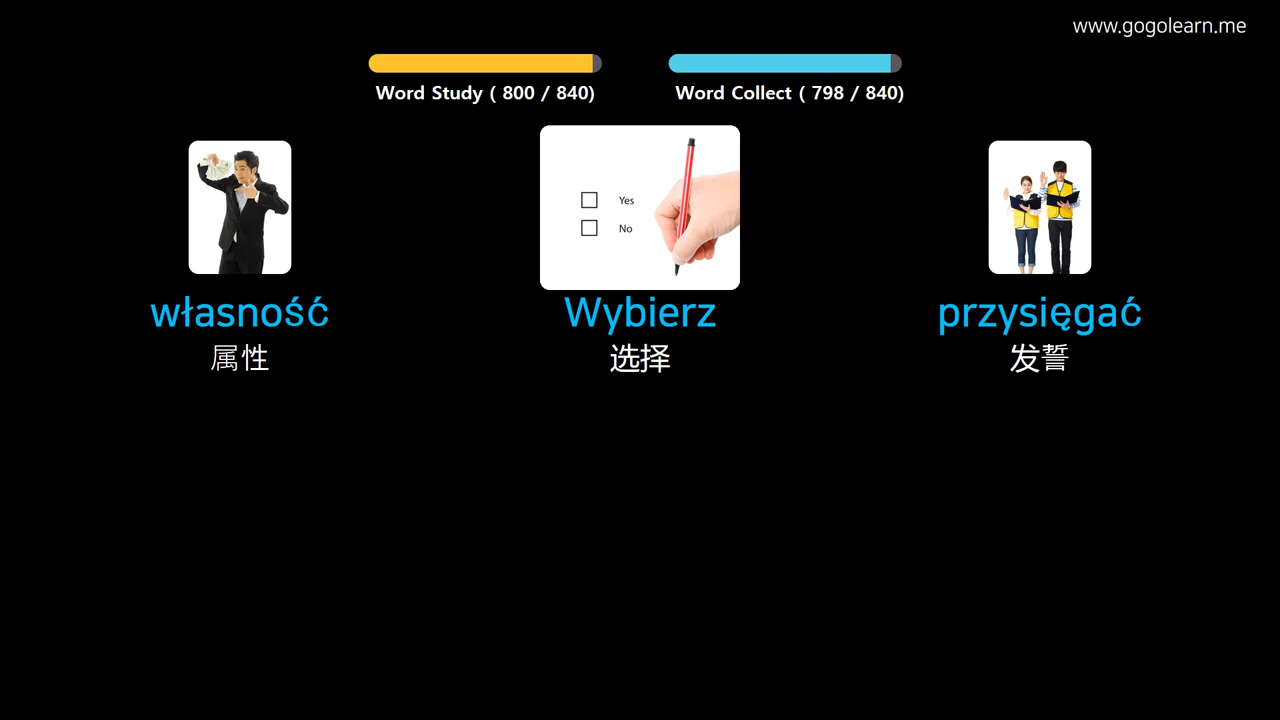 www.gogolearn.me
Word Study ( 800 / 840)
Word Collect ( 798 / 840)
Yes
No
własność
Wybierz
przysięgać
属性
选择
发誓